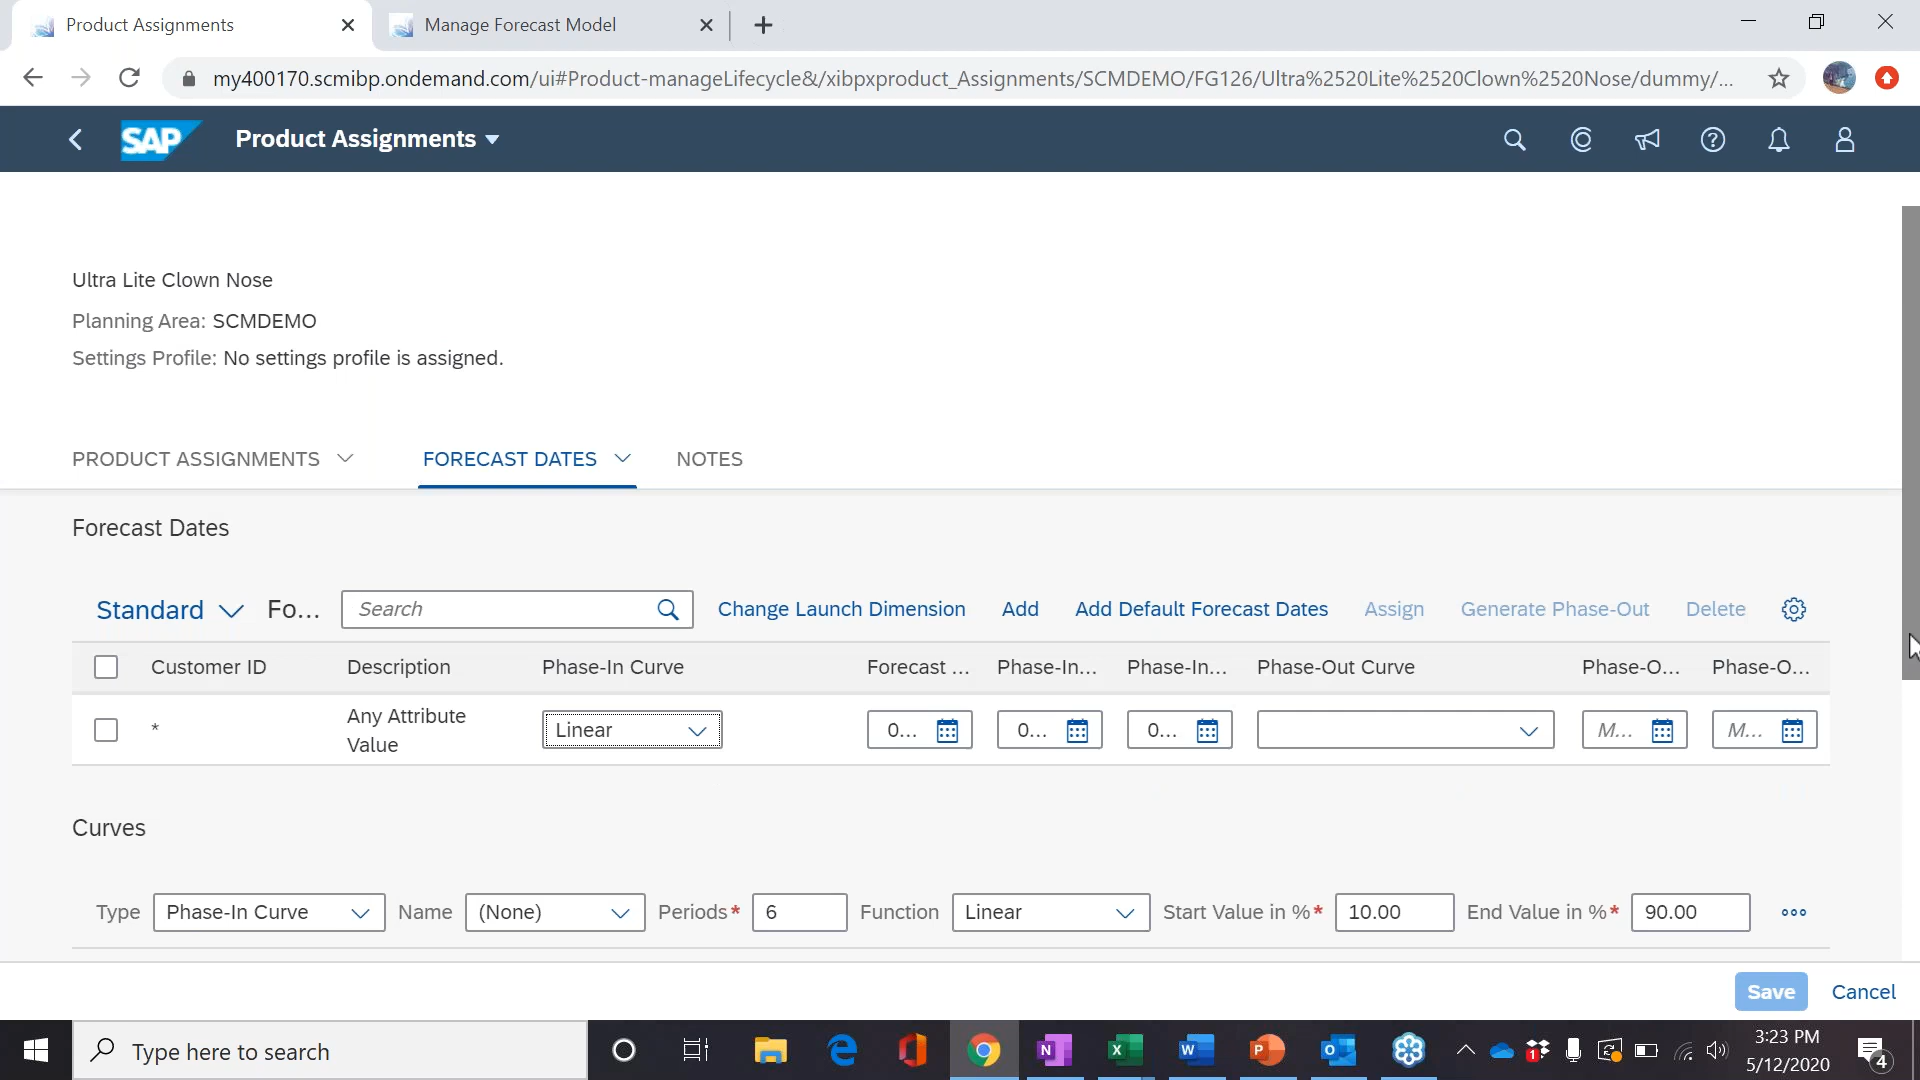 Product Assignments
Manage Forecast Model
my400170.scmibp.ondemand.com/ui#Product-manageLifecycle&/xibpxproduct_Assignments/SCMDEMO/FG126/Ultra%2520Lite%2520Clown%2520Nose/dummy/...
SAP Product Assignments
Ultra Lite Clown Nose
Planning Area: SCMDEMO
Settings Profile: No settings profile is assigned.
PRODUCT ASSIGNMENTS FORECAST DATES NOTES
Forecast Dates
Standard Fo... Search Change Launch Dimension Add Add Default Forecast Dates Assign Generate Phase-Out Delete
Customer ID Description Phase-In Curve Forecast ... Phase-In... Phase-In... Phase-Out Curve Phase-O... Phase-O...
* Any Attribute Value Linear 0... 0... 0... M... M...
Curves
Type Phase-In Curve Name (None) Periods* 6 Function Linear Start Value in %* 10.00 End Value in %* 90.00
Save Cancel
Type here to search
N X W P O 1
3:23 PM
5/12/2020
4